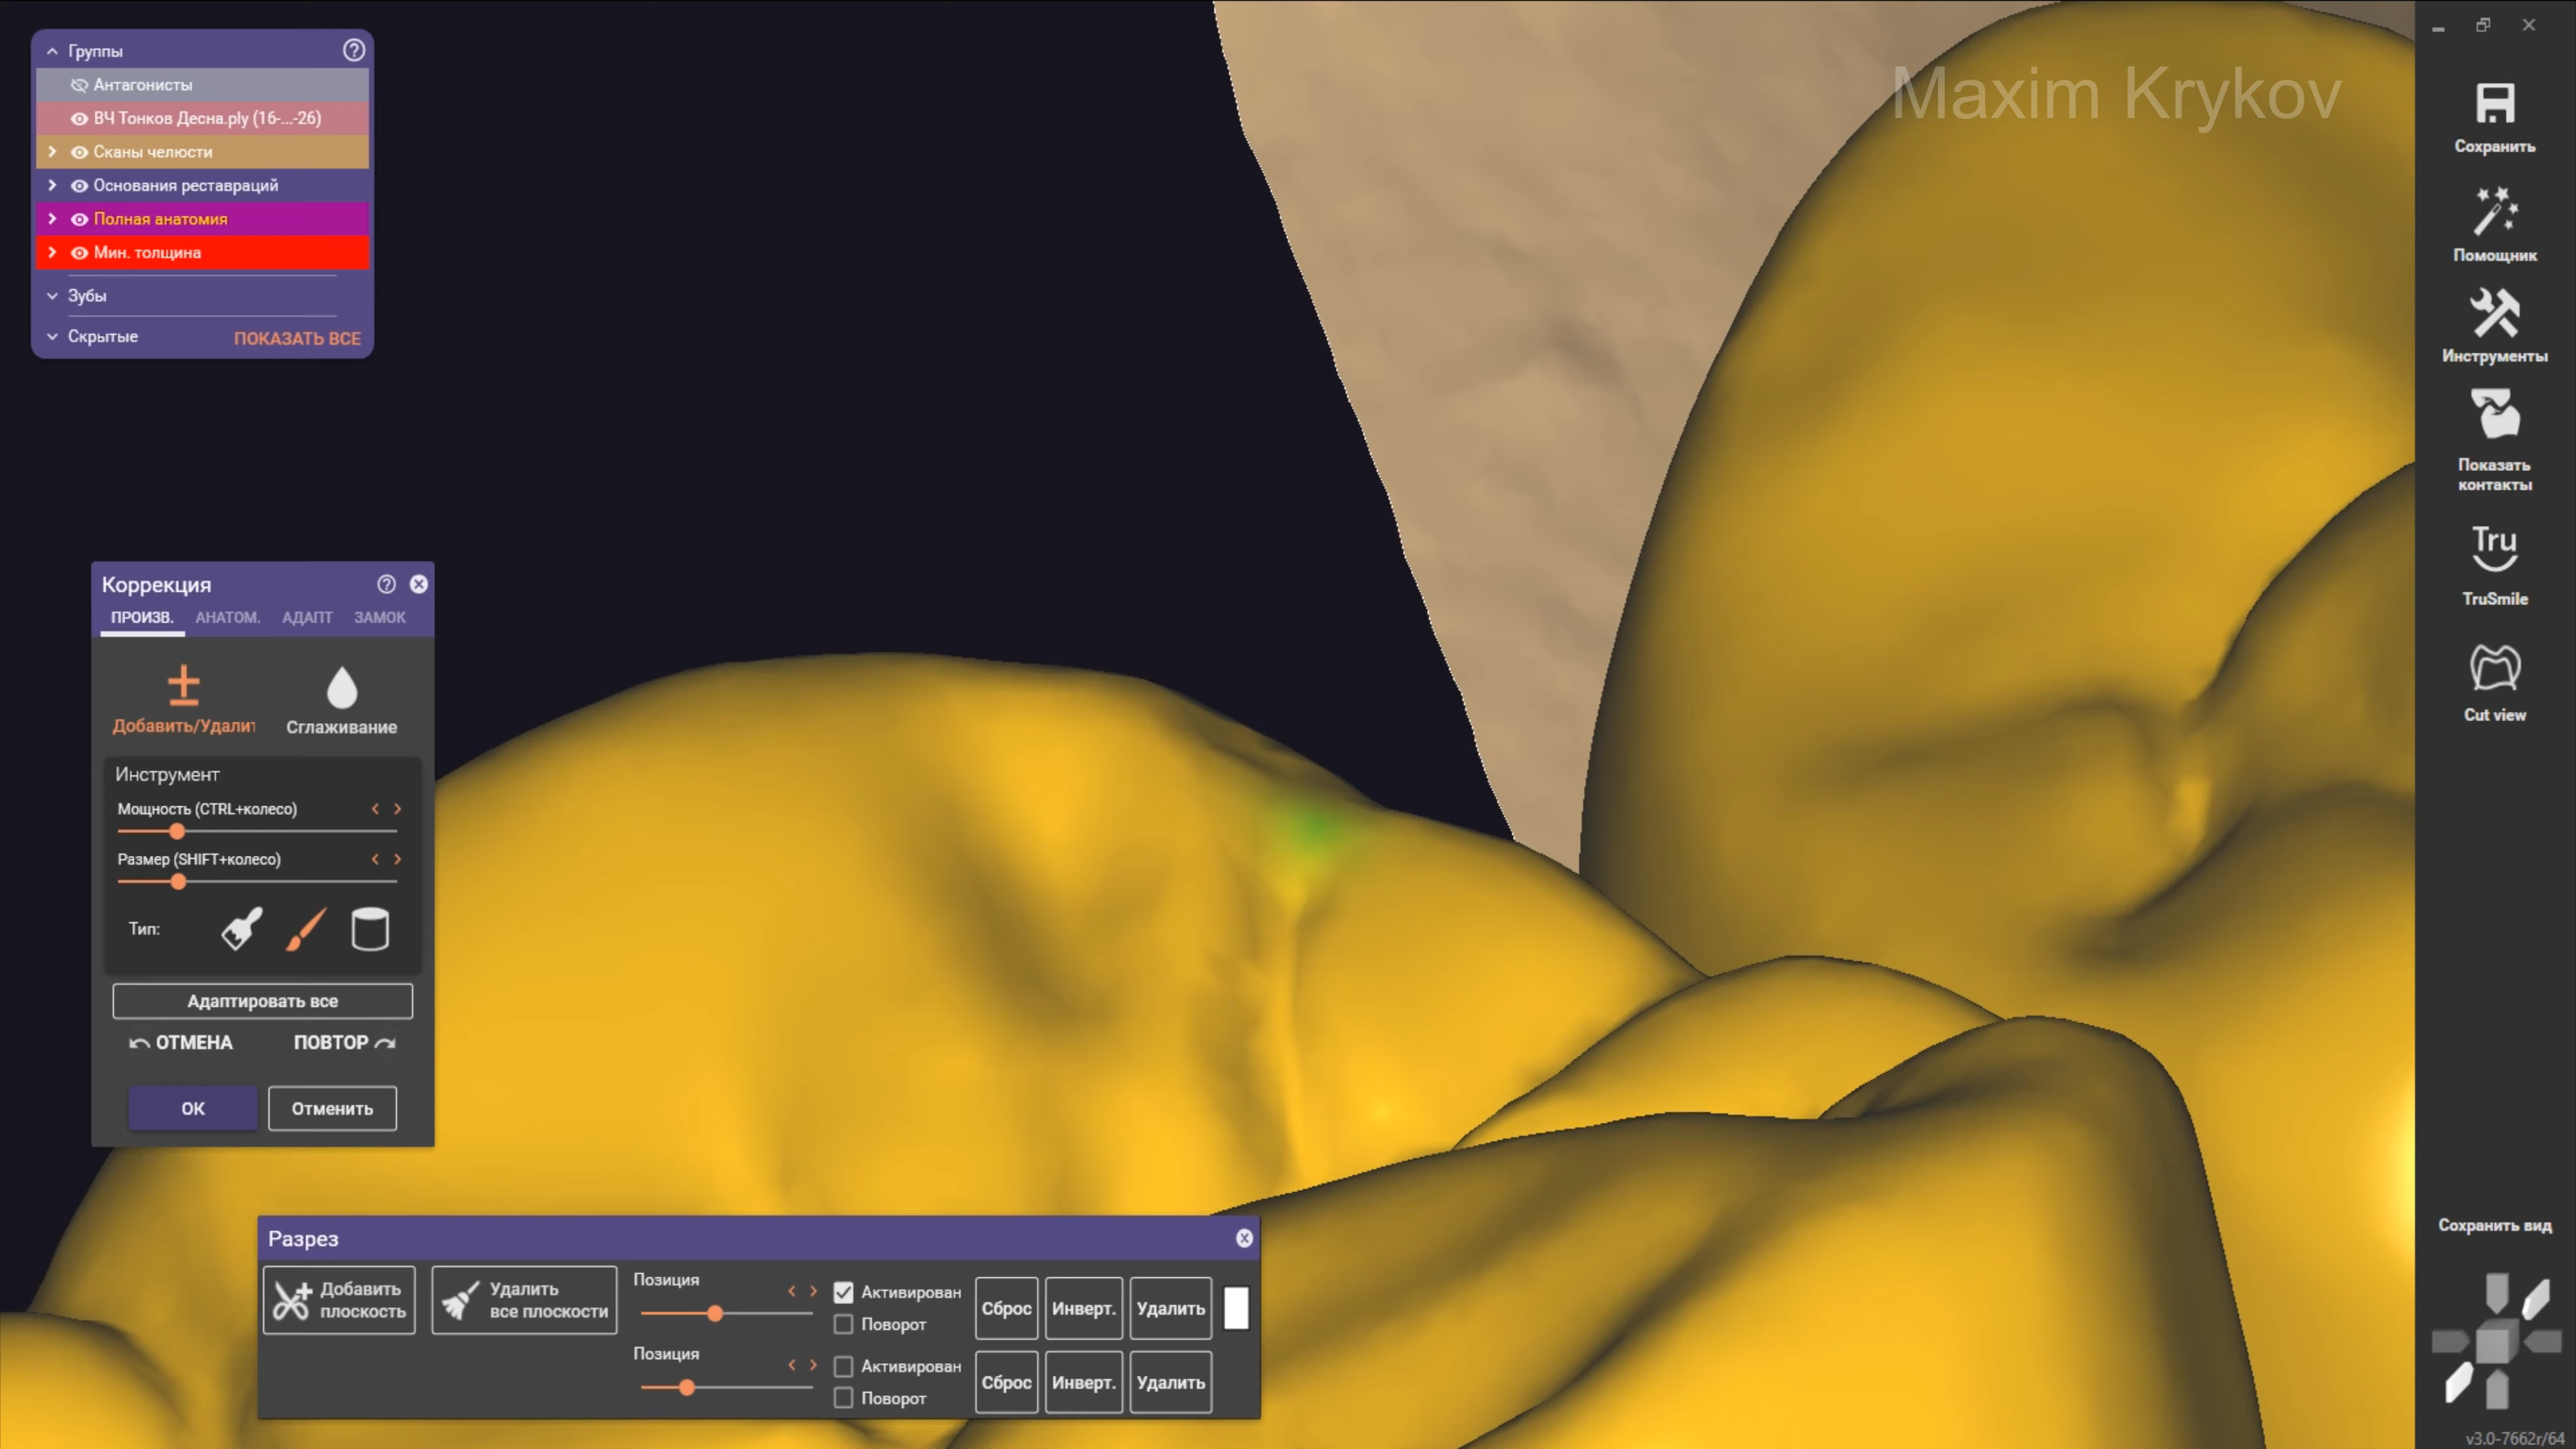 Группы
Антагонисты
ВЧ Тонков Десна.ply (16-...-26)
Сканы челюсти
Основания реставраций
Полная анатомия
Мин. толщина
Зубы
Скрытые ПОКАЗАТЬ ВСЕ
Maxim Krykov
Сохранить
Помощник
Инструменты
Показать
контакты
Tru
TruSmile
Cut view
Коррекция
ПРОИЗВ. АНАТОМ. АДАПТ ЗАМОК
Добавить/Удалит Сглаживание
Инструмент
Мощность (CTRL+колесо)
Размер (SHIFT+колесо)
Тип:
Адаптировать все
ОТМЕНА ПОВТОР
OK Отменить
Разрез
Добавить
плоскость
Удалить
все плоскости
Позиция
Активирован
Поворот
Сброс Инверт. Удалить
Позиция
Активирован
Поворот
Сброс Инверт. Удалить
Сохранить вид
v3.0-7662r/64